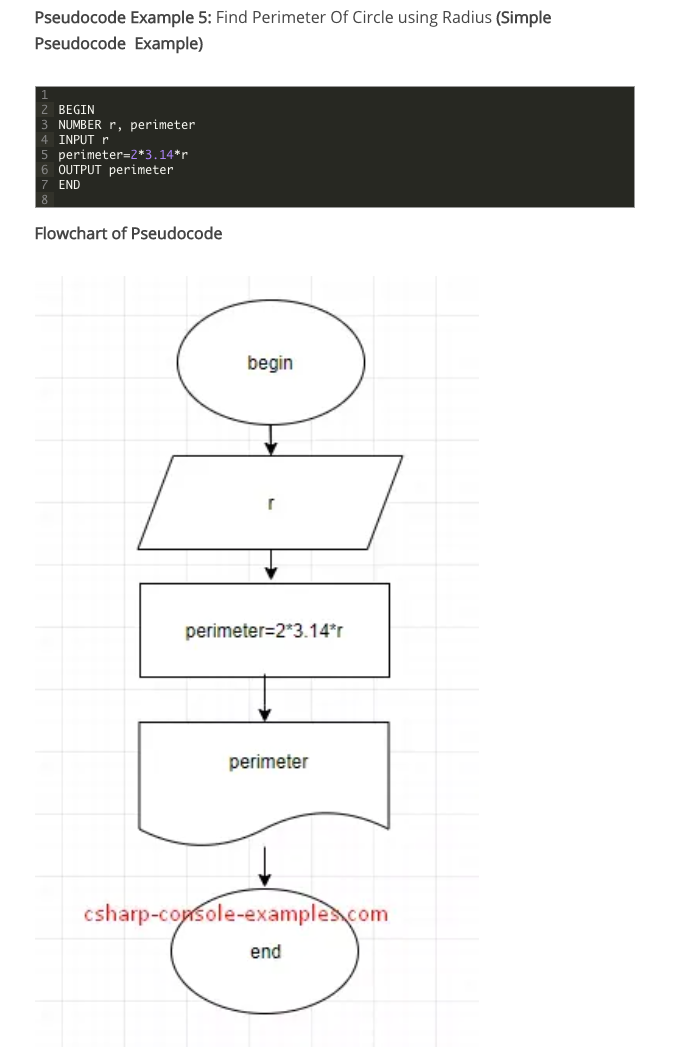 Pseudocode Example 5: Find Perimeter Of Circle using Radius (Simple
Pseudocode Example)
1
2 BEGIN
3 NUMBER r, perimeter
4 INPUT r
5 perimeter=2*3.14*r
6 OUTPUT perimeter
7 END
8
Flowchart of Pseudocode
begin
r
perimeter=2*3.14*r
perimeter
csharp-console-examples.com
end